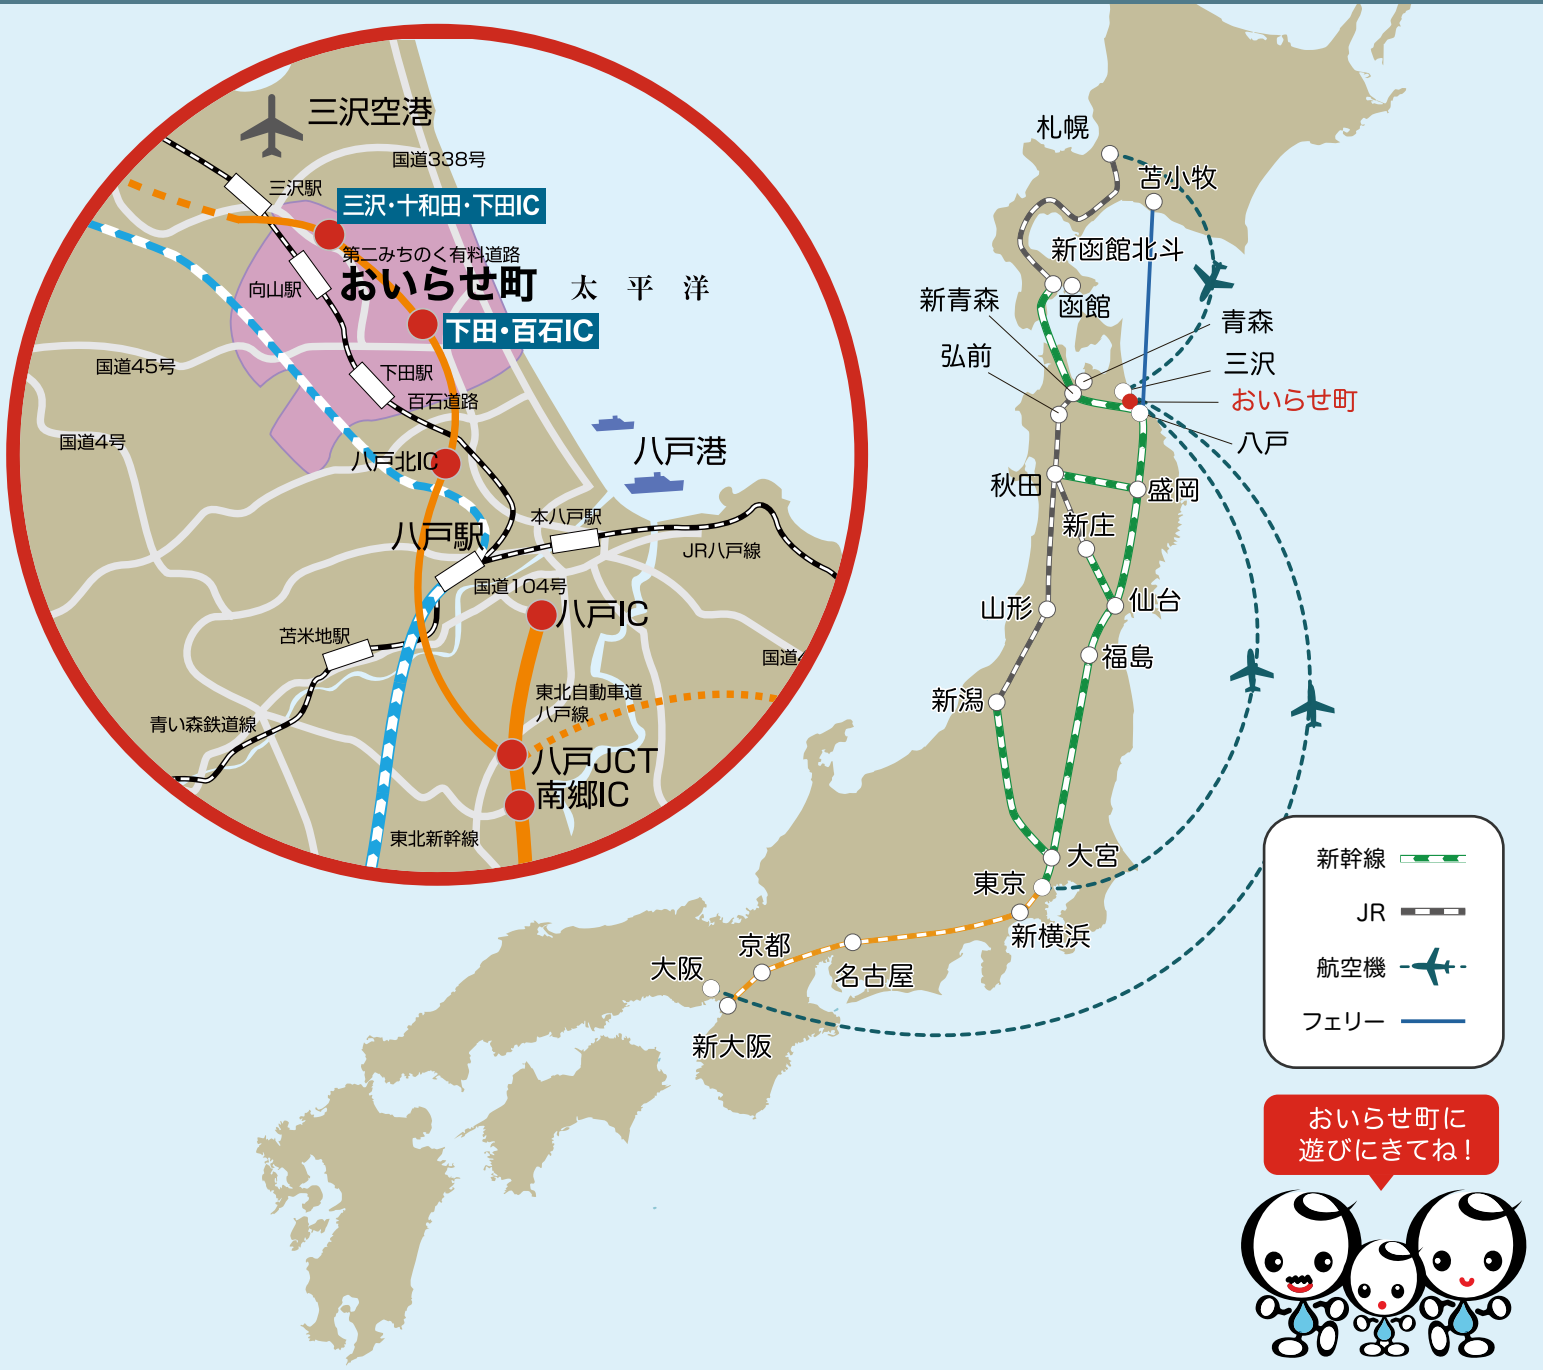 三沢空港
国道338号
三沢駅
三沢・十和田・下田IC
第二みちのく有料道路
おいらせ町
太平洋
向山駅
下田・百石IC
国道45号
下田駅
百石道路
国道4号
八戸北IC
八戸港
八戸駅
本八戸駅
JR八戸線
国道104号
八戸IC
苫米地駅
国道4
東北自動車道
八戸線
青い森鉄道線
八戸JCT
南郷IC
東北新幹線
札幌
苫小牧
新函館北斗
函館
新青森
青森
弘前
三沢
おいらせ町
八戸
秋田
盛岡
新庄
山形
仙台
福島
新潟
大宮
東京
新横浜
京都
名古屋
大阪
新大阪
新幹線
JR
航空機
フェリー
おいらせ町に
遊びにきてね！